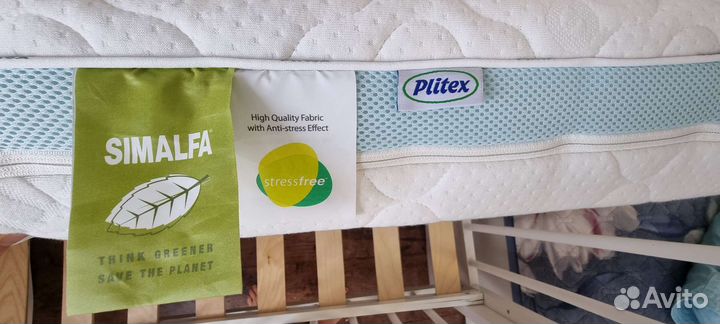 SIMALFA
THINK GREENER
SAVE THE PLANET
High Quality Fabric
with Anti-stress Effect
stressfree
Plitex
Avito